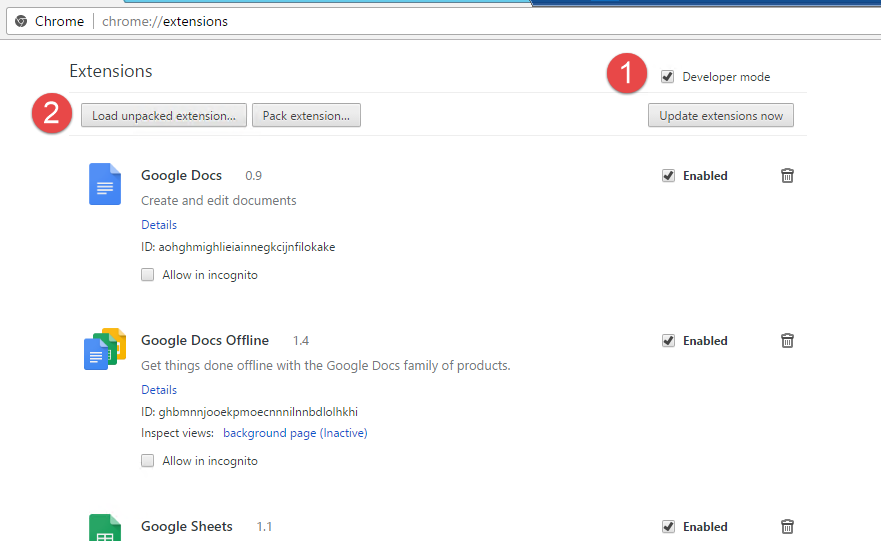 Chrome chrome://extensions
Extensions
1 Developer mode
2 Load unpacked extension... Pack extension... Update extensions now
Google Docs 0.9 Enabled
Create and edit documents
Details
ID: aohghmighlieiainnegkcijnfilokake
Allow in incognito
Google Docs Offline 1.4 Enabled
Get things done offline with the Google Docs family of products.
Details
ID: ghbmnnjooekpmoecnnnilnnbdlolhkhi
Inspect views: background page (Inactive)
Allow in incognito
Google Sheets 1.1 Enabled